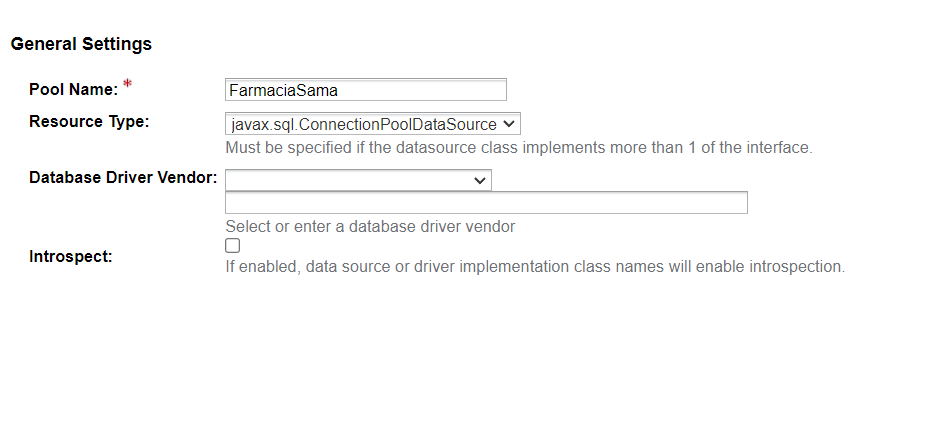 General Settings
Pool Name: *
FarmaciaSama
Resource Type:
javax.sql.ConnectionPoolDataSource
Must be specified if the datasource class implements more than 1 of the interface.
Database Driver Vendor:
Select or enter a database driver vendor
Introspect:
If enabled, data source or driver implementation class names will enable introspection.